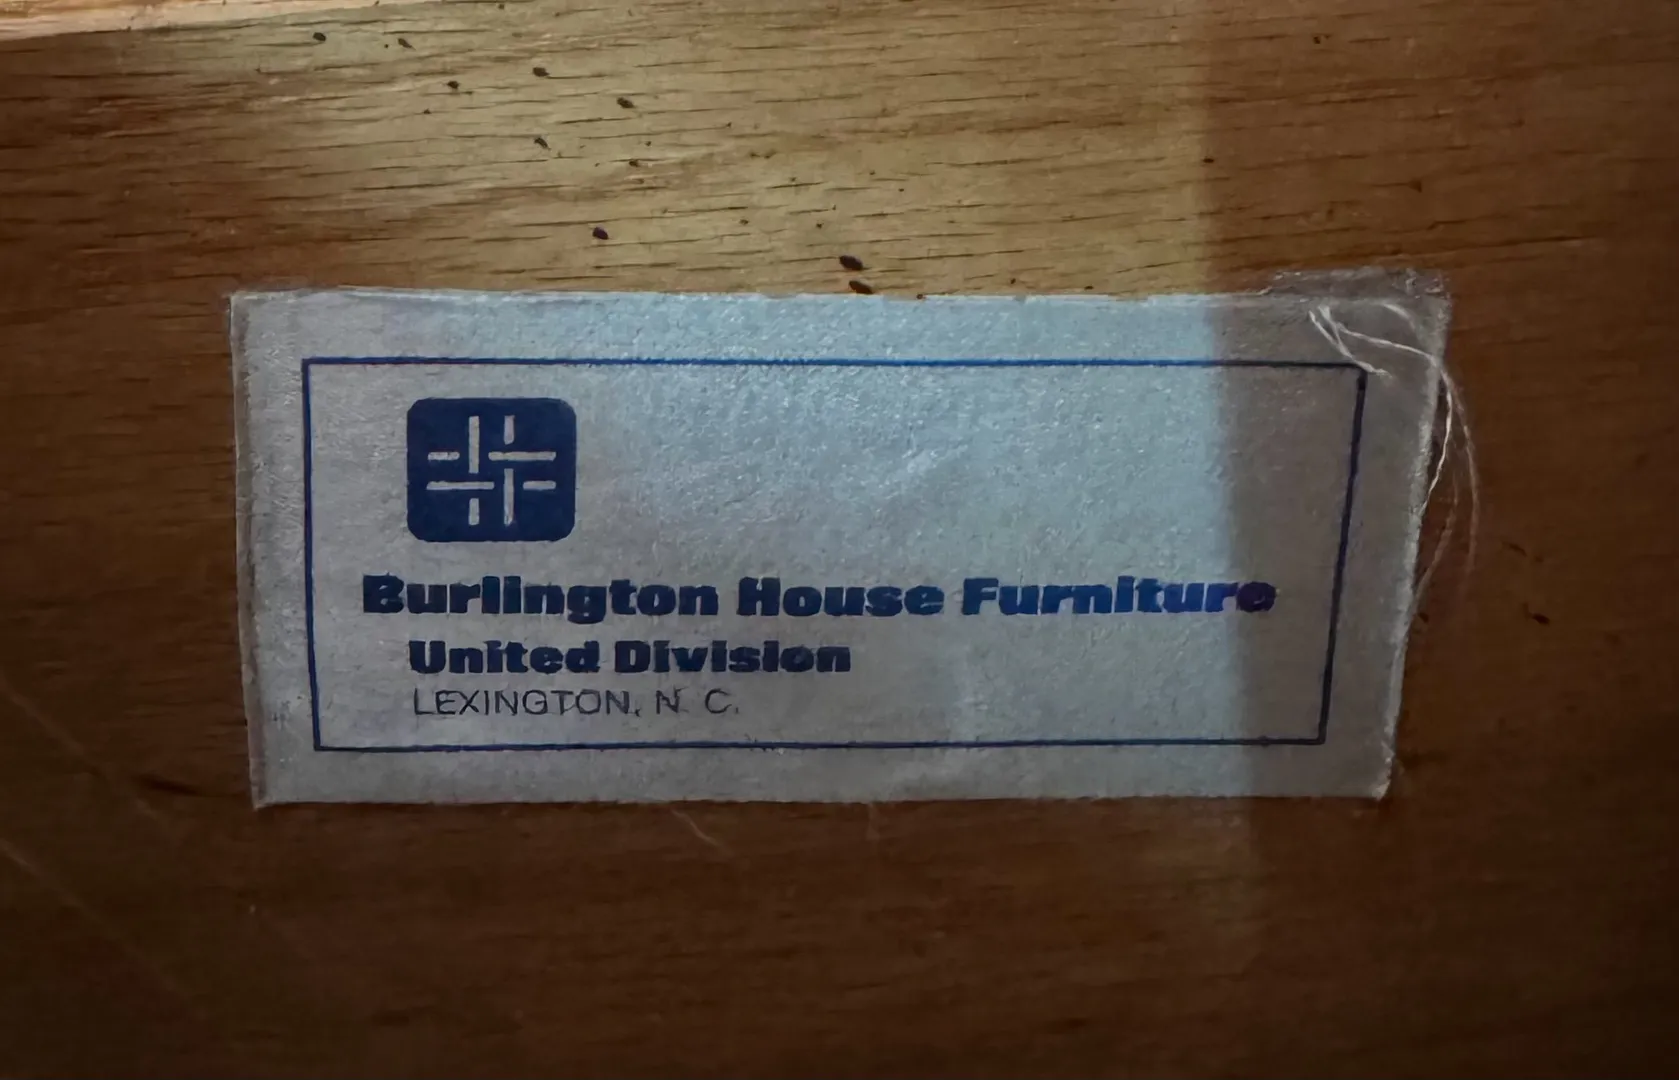 Burlington House Furniture
United Division
LEXINGTON, N. C.